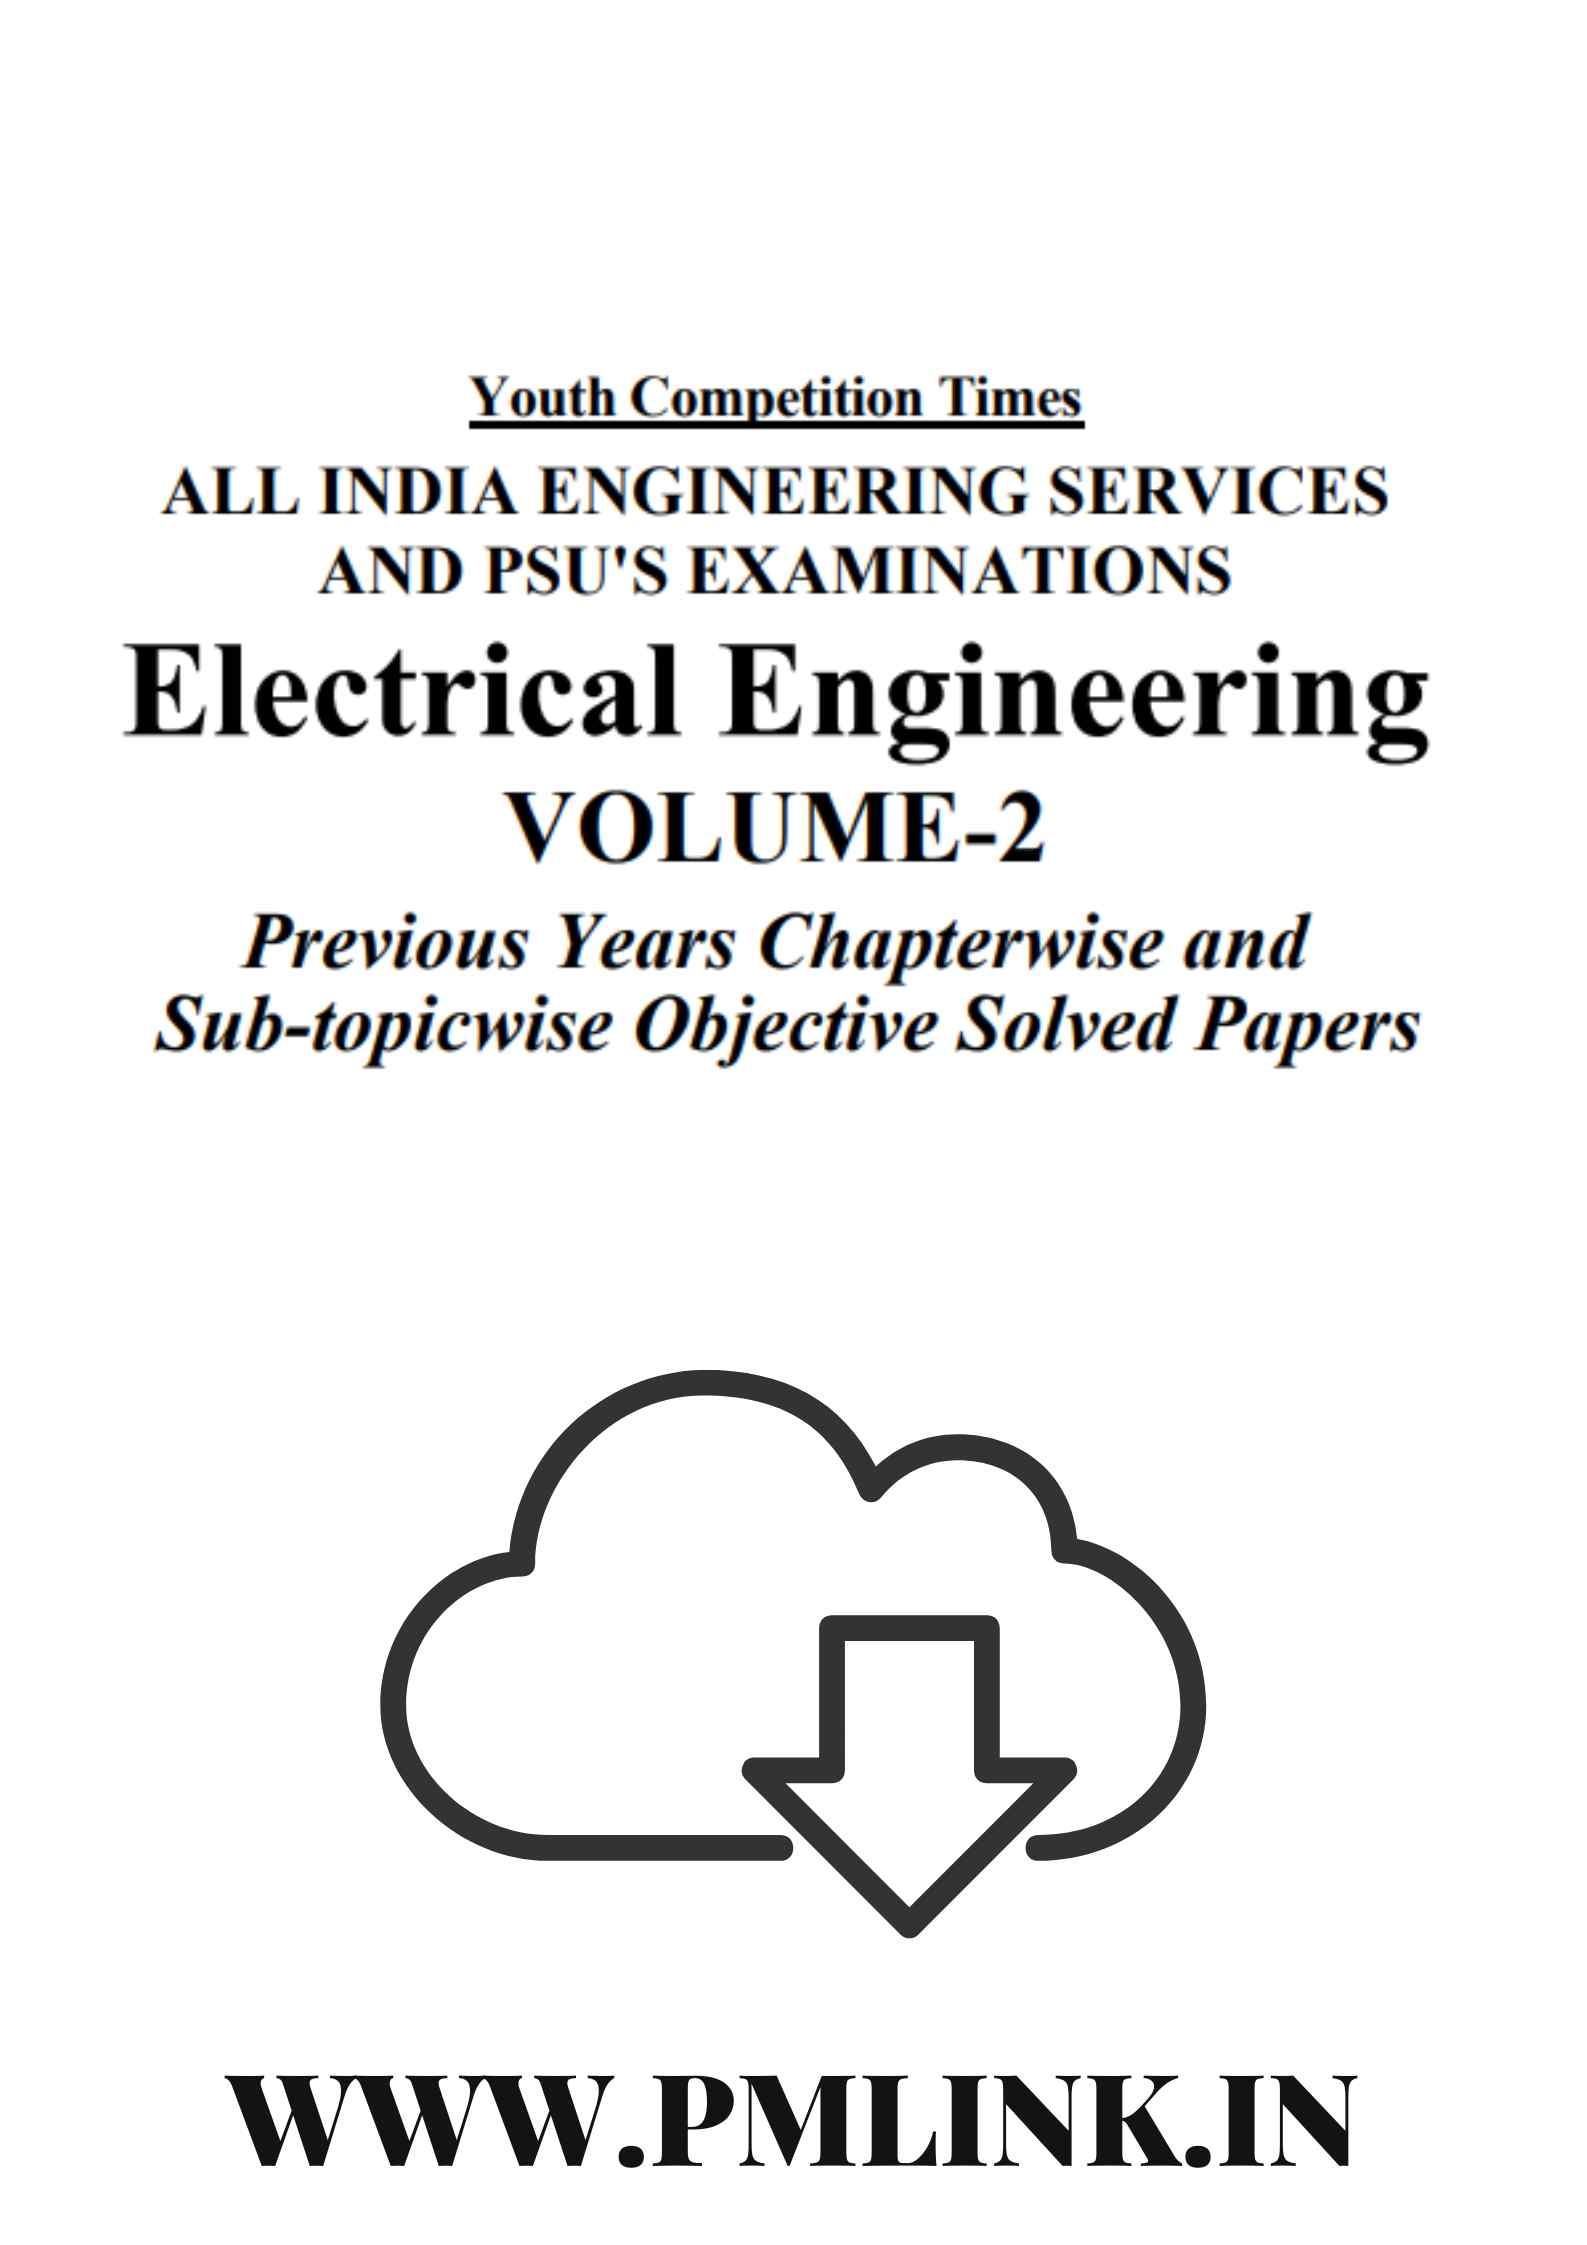 Youth Competition Times
ALL INDIA ENGINEERING SERVICES
AND PSU'S EXAMINATIONS
Electrical Engineering
VOLUME-2
Previous Years Chapterwise and
Sub-topicwise Objective Solved Papers
WWW.PMLINK.IN